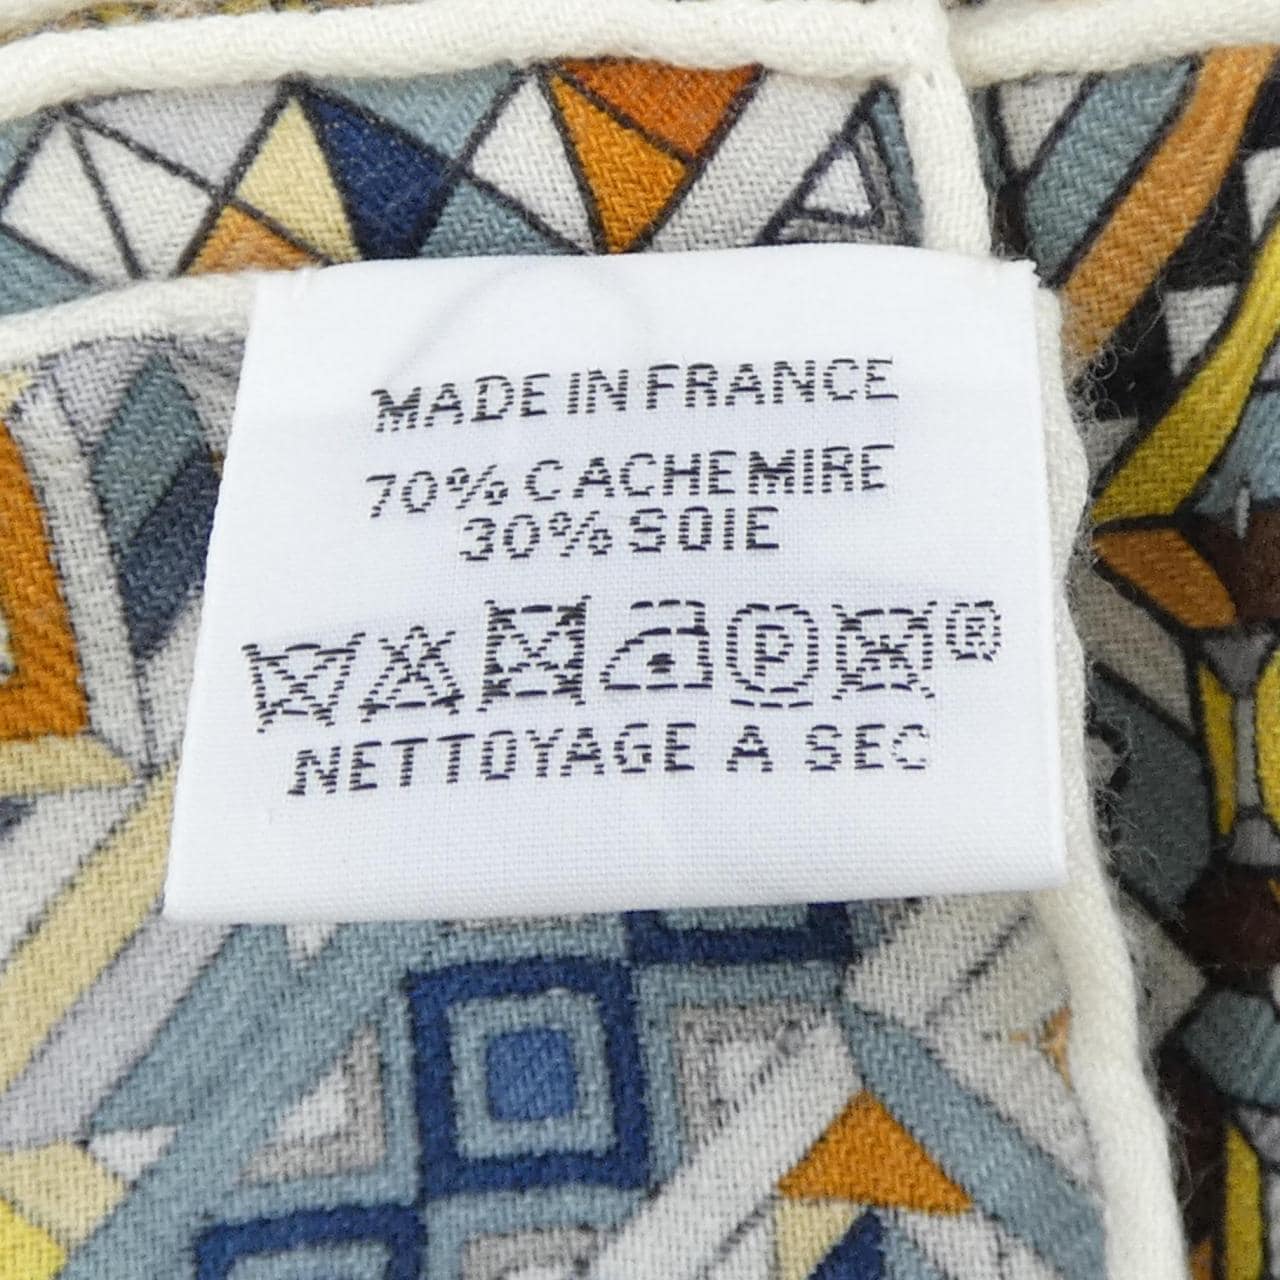 MADE IN FRANCE
70% CACHEMIRE
30% SOIE
P ®
NETTOYAGE A SEC